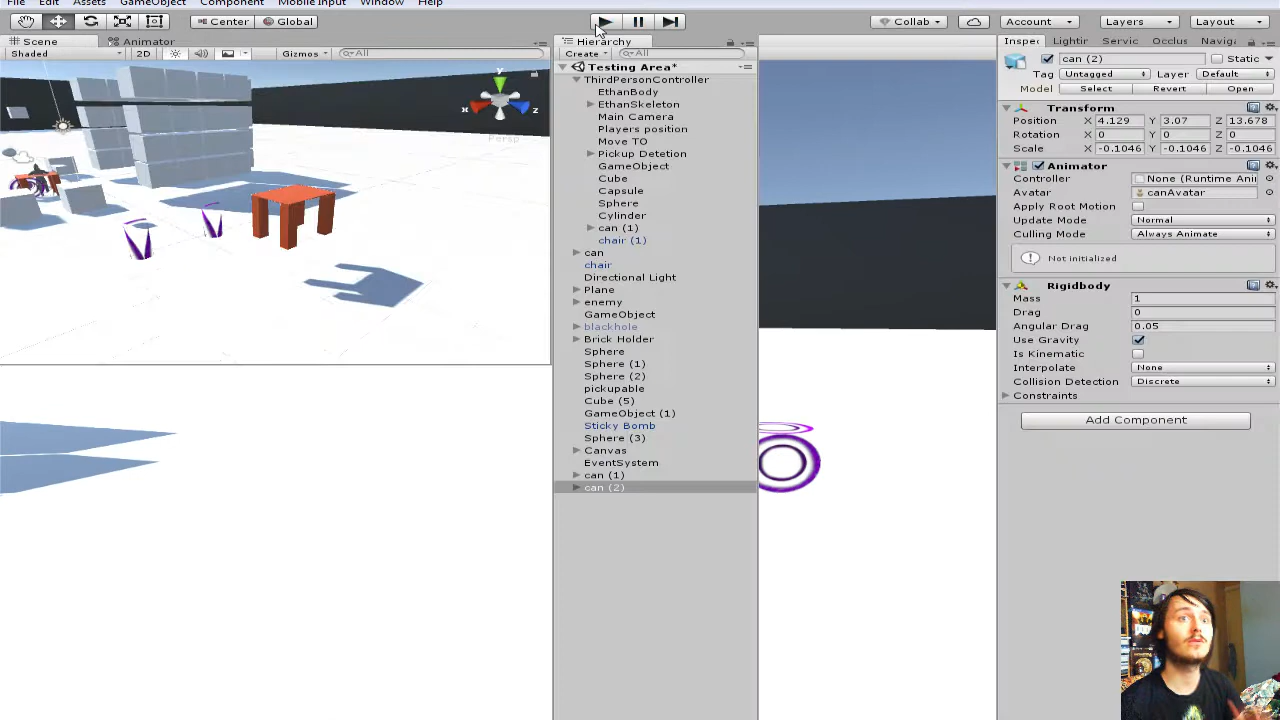 File Edit Assets GameObject Component Mobile Input Window Help
Center Global Collab Account Layers Layout
Scene Animator
Shaded 2D Gizmos All
y x z
Persp
Hierarchy
Create All
Testing Area*
ThirdPersonController
EthanBody
EthanSkeleton
Main Camera
Players position
Move TO
Pickup Detetion
GameObject
Cube
Capsule
Sphere
Cylinder
can (1)
chair (1)
can
chair
Directional Light
Plane
enemy
GameObject
blackhole
Brick Holder
Sphere
Sphere (1)
Sphere (2)
pickupable
Cube (5)
GameObject (1)
Sticky Bomb
Sphere (3)
Canvas
EventSystem
can (1)
can (2)
Inspec Lightir Servic Occlus Navig
can (2) Static
Tag Untagged Layer Default
Model Select Revert Open
Transform
Position X 4.129 Y 3.07 Z 13.678
Rotation X 0 Y 0 Z 0
Scale X -0.1046 Y -0.1046 Z -0.1046
Animator
Controller None (Runtime Ani
Avatar canAvatar
Apply Root Motion
Update Mode Normal
Culling Mode Always Animate
Not initialized
Rigidbody
Mass 1
Drag 0
Angular Drag 0.05
Use Gravity
Is Kinematic
Interpolate None
Collision Detection Discrete
Constraints
Add Component